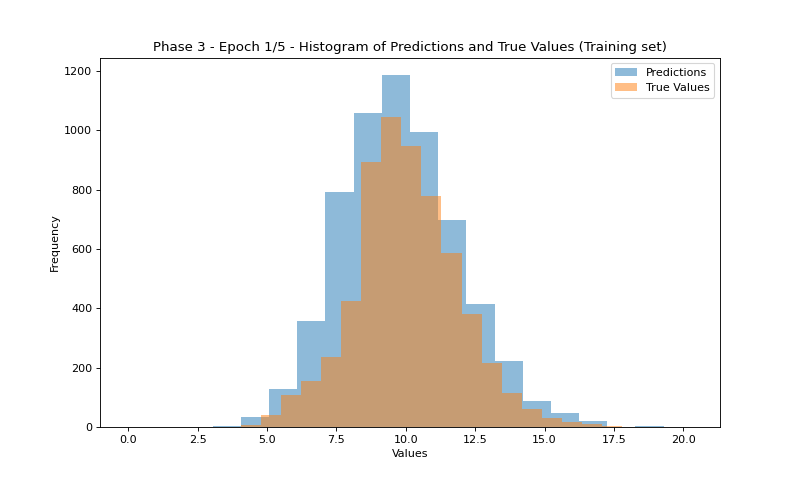 Phase 3 - Epoch 1/5 - Histogram of Predictions and True Values (Training set)
Predictions
True Values
1200
1000
800
600
400
200
0
Frequency
0.0 2.5 5.0 7.5 10.0 12.5 15.0 17.5 20.0
Values